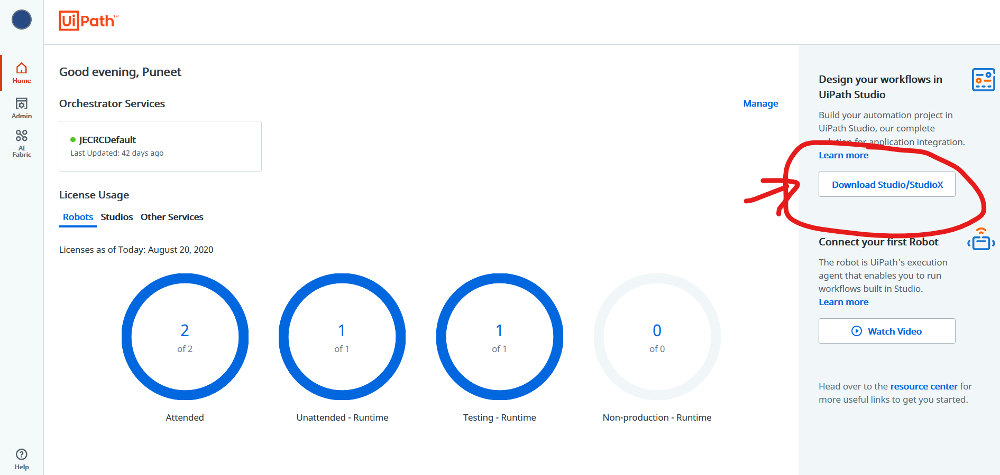 UiPath™
Home
Admin
AI
Fabric
Help
Good evening, Puneet
Orchestrator Services
Manage
JECRCDefault
Last Updated: 42 days ago
License Usage
Robots Studios Other Services
Licenses as of Today: August 20, 2020
2
of 2
Attended
1
of 1
Unattended - Runtime
1
of 1
Testing - Runtime
0
of 0
Non-production - Runtime
Design your workflows in
UiPath Studio
Build your automation project in
UiPath Studio, our complete
solution for application integration.
Learn more
Download Studio/StudioX
Connect your first Robot
The robot is UiPath's execution
agent that enables you to run
workflows built in Studio.
Learn more
Watch Video
Head over to the resource center for
more useful links to get you started.